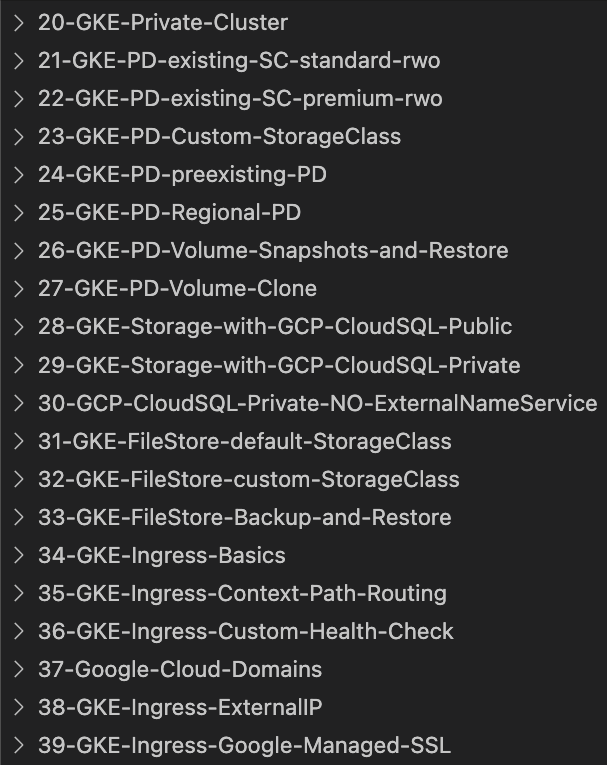 20-GKE-Private-Cluster
21-GKE-PD-existing-SC-standard-rwo
22-GKE-PD-existing-SC-premium-rwo
23-GKE-PD-Custom-StorageClass
24-GKE-PD-preexisting-PD
25-GKE-PD-Regional-PD
26-GKE-PD-Volume-Snapshots-and-Restore
27-GKE-PD-Volume-Clone
28-GKE-Storage-with-GCP-CloudSQL-Public
29-GKE-Storage-with-GCP-CloudSQL-Private
30-GCP-CloudSQL-Private-NO-ExternalNameService
31-GKE-FileStore-default-StorageClass
32-GKE-FileStore-custom-StorageClass
33-GKE-FileStore-Backup-and-Restore
34-GKE-Ingress-Basics
35-GKE-Ingress-Context-Path-Routing
36-GKE-Ingress-Custom-Health-Check
37-Google-Cloud-Domains
38-GKE-Ingress-ExternalIP
39-GKE-Ingress-Google-Managed-SSL